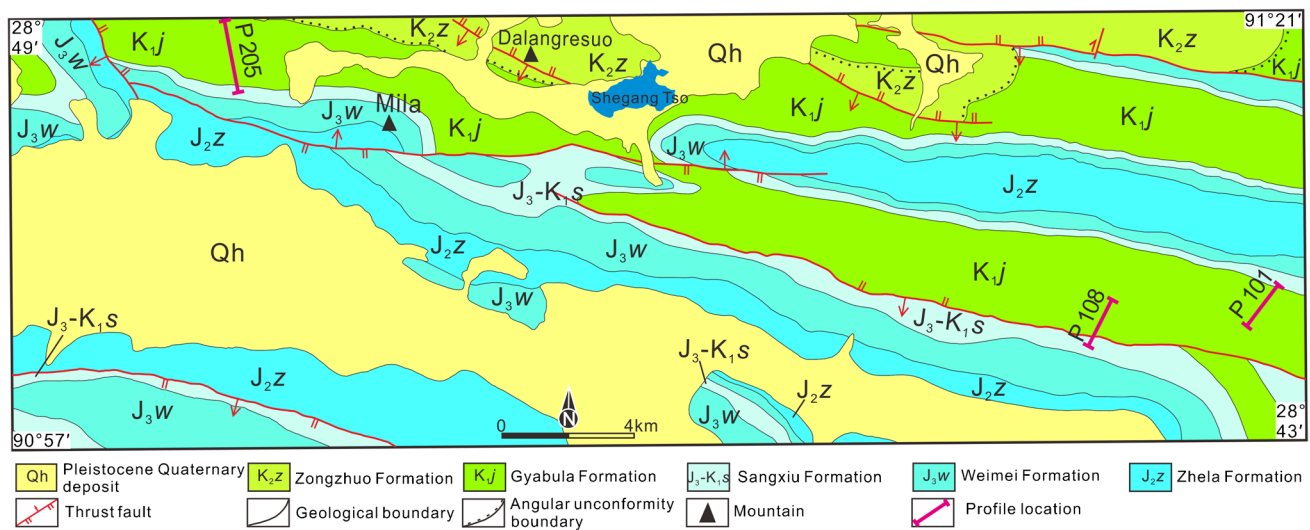 28°
49′
91°21′
J₃w
K₁j
P 205
K₂z
Dalangresuo
K₂z
Qh
K₂z
Qh
K₂z
K₁j
Shegang Tso
J₃w
J₂z
J₃w
Mila
K₁j
K₁j
K₁j
J₃w
J₂z
J₃-K₁s
Qh
J₂z
J₃w
J₃w
K₁j
P 101
P 108
J₃-K₁s
J₃-K₁s
J₃-K₁s
J₂z
J₂z
J₂z
J₃w
J₃w
N
0 4km
90°57′
28°
43′
Qh Pleistocene Quaternary
deposit
K₂z Zongzhuo Formation
K₁j Gyabula Formation
J₃-K₁s Sangxiu Formation
J₃w Weimei Formation
J₂z Zhela Formation
Thrust fault
Geological boundary
Angular unconformity
boundary
Mountain
Profile location